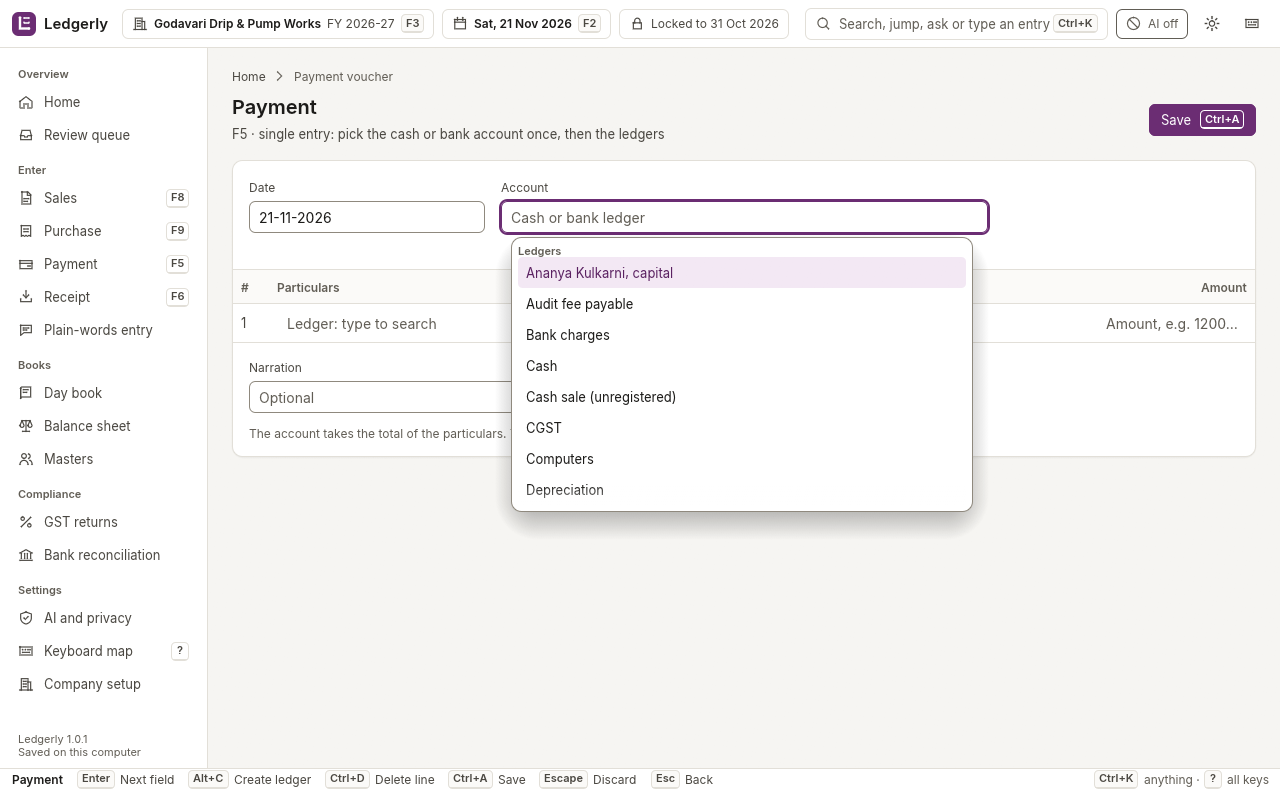 Ledgerly
Godavari Drip & Pump Works FY 2026-27 F3
Sat, 21 Nov 2026 F2
Locked to 31 Oct 2026
Search, jump, ask or type an entry Ctrl+K
AI off
Overview
Home
Review queue
Enter
Sales F8
Purchase F9
Payment F5
Receipt F6
Plain-words entry
Books
Day book
Balance sheet
Masters
Compliance
GST returns
Bank reconciliation
Settings
AI and privacy
Keyboard map ?
Company setup
Ledgerly 1.0.1
Saved on this computer
Home Payment voucher
Payment
F5 · single entry: pick the cash or bank account once, then the ledgers
Save Ctrl+A
Date
21-11-2026
Account
Cash or bank ledger
Ledgers
Ananya Kulkarni, capital
Audit fee payable
Bank charges
Cash
Cash sale (unregistered)
CGST
Computers
Depreciation
# Particulars Amount
1 Ledger: type to search Amount, e.g. 1200...
Narration
Optional
The account takes the total of the particulars.
Payment Enter Next field Alt+C Create ledger Ctrl+D Delete line Ctrl+A Save Escape Discard Esc Back
Ctrl+K anything · ? all keys